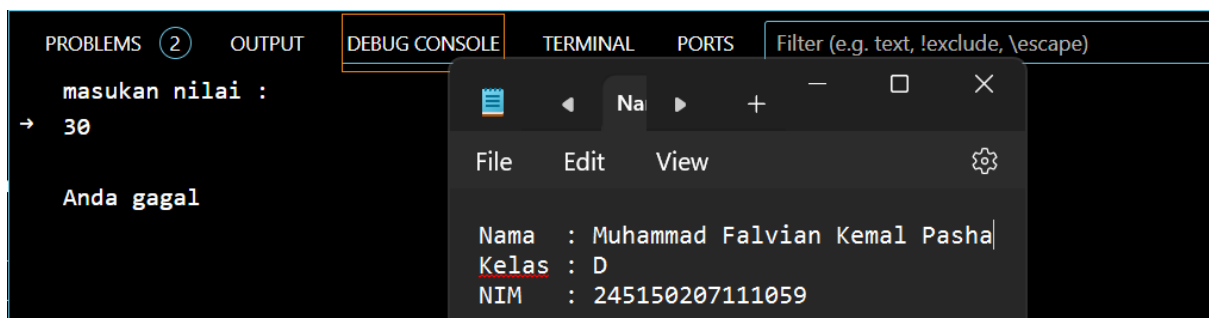 PROBLEMS 2 OUTPUT DEBUG CONSOLE TERMINAL PORTS Filter (e.g. text, !exclude, \escape)
masukan nilai :
→ 30
Anda gagal
Na
File Edit View
Nama : Muhammad Falvian Kemal Pasha
Kelas : D
NIM : 245150207111059